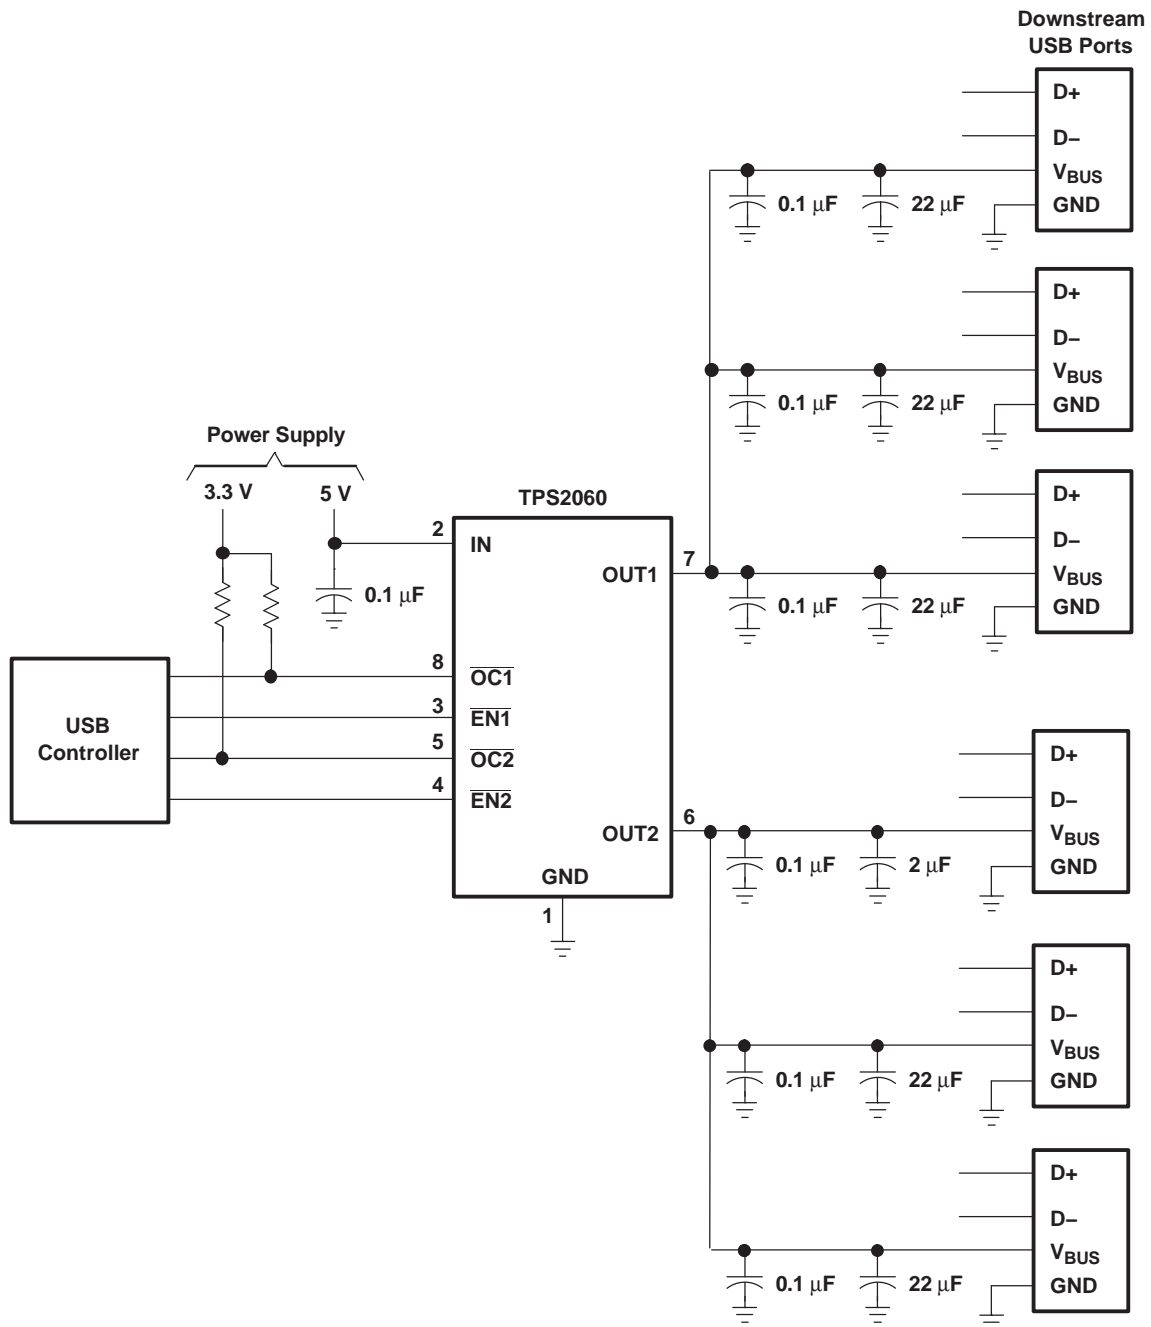 Downstream
USB Ports
D+
D–
VBUS
GND
0.1 μF
22 μF
D+
D–
VBUS
GND
0.1 μF
22 μF
D+
D–
VBUS
GND
0.1 μF
22 μF
Power Supply
3.3 V
5 V
0.1 μF
TPS2060
2
IN
OUT1
7
8
OC1
3
EN1
5
OC2
4
EN2
OUT2
6
GND
1
USB
Controller
D+
D–
VBUS
GND
0.1 μF
2 μF
D+
D–
VBUS
GND
0.1 μF
22 μF
D+
D–
VBUS
GND
0.1 μF
22 μF